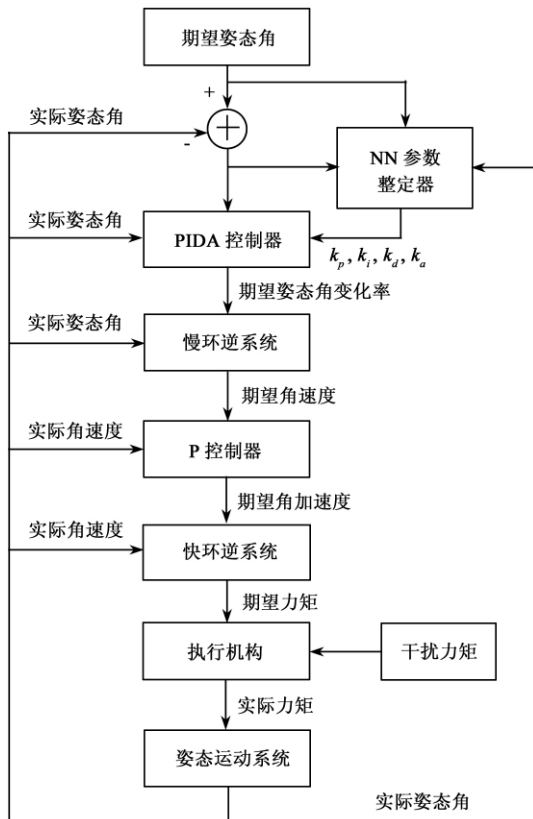 期望姿态角
+
实际姿态角
-
NN 参数
整定器
实际姿态角
PIDA 控制器
kp, ki, kd, ka
期望姿态角变化率
实际姿态角
慢环逆系统
期望角速度
实际角速度
P 控制器
期望角加速度
实际角速度
快环逆系统
期望力矩
执行机构
干扰力矩
实际力矩
姿态运动系统
实际姿态角